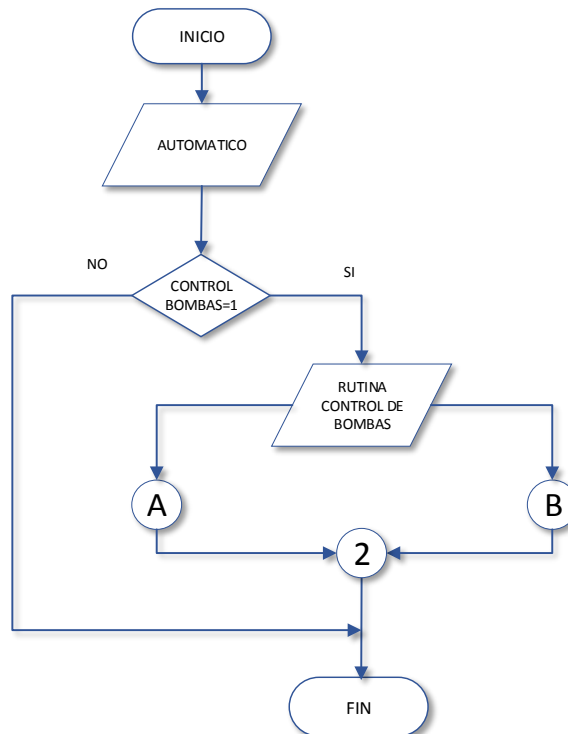 INICIO
AUTOMATICO
NO
CONTROL
BOMBAS=1
SI
RUTINA
CONTROL DE
BOMBAS
A
B
2
FIN